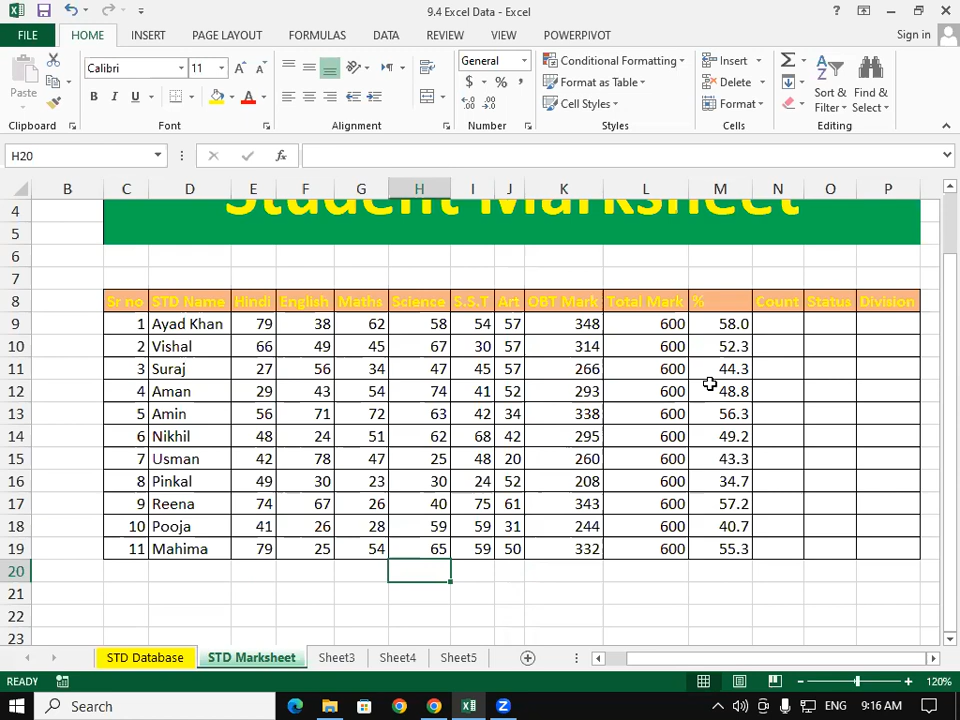 9.4 Excel Data - Excel
FILE HOME INSERT PAGE LAYOUT FORMULAS DATA REVIEW VIEW POWERPIVOT Sign in
Paste Calibri 11 B I U A General $ % , Conditional Formatting Format as Table Cell Styles Insert Delete Format Sort & Filter Find & Select
Clipboard Font Alignment Number Styles Cells Editing
H20
B C D E F G H I J K L M N O P
4 Student Marksheet
5
6
7
8 Sr no STD Name Hindi English Maths Science S.S.T Art OBT Mark Total Mark % Count Status Division
9 1 Ayad Khan 79 38 62 58 54 57 348 600 58.0
10 2 Vishal 66 49 45 67 30 57 314 600 52.3
11 3 Suraj 27 56 34 47 45 57 266 600 44.3
12 4 Aman 29 43 54 74 41 52 293 600 48.8
13 5 Amin 56 71 72 63 42 34 338 600 56.3
14 6 Nikhil 48 24 51 62 68 42 295 600 49.2
15 7 Usman 42 78 47 25 48 20 260 600 43.3
16 8 Pinkal 49 30 23 30 24 52 208 600 34.7
17 9 Reena 74 67 26 40 75 61 343 600 57.2
18 10 Pooja 41 26 28 59 59 31 244 600 40.7
19 11 Mahima 79 25 54 65 59 50 332 600 55.3
20
21
22
23
STD Database STD Marksheet Sheet3 Sheet4 Sheet5
READY 120%
Search ENG 9:16 AM